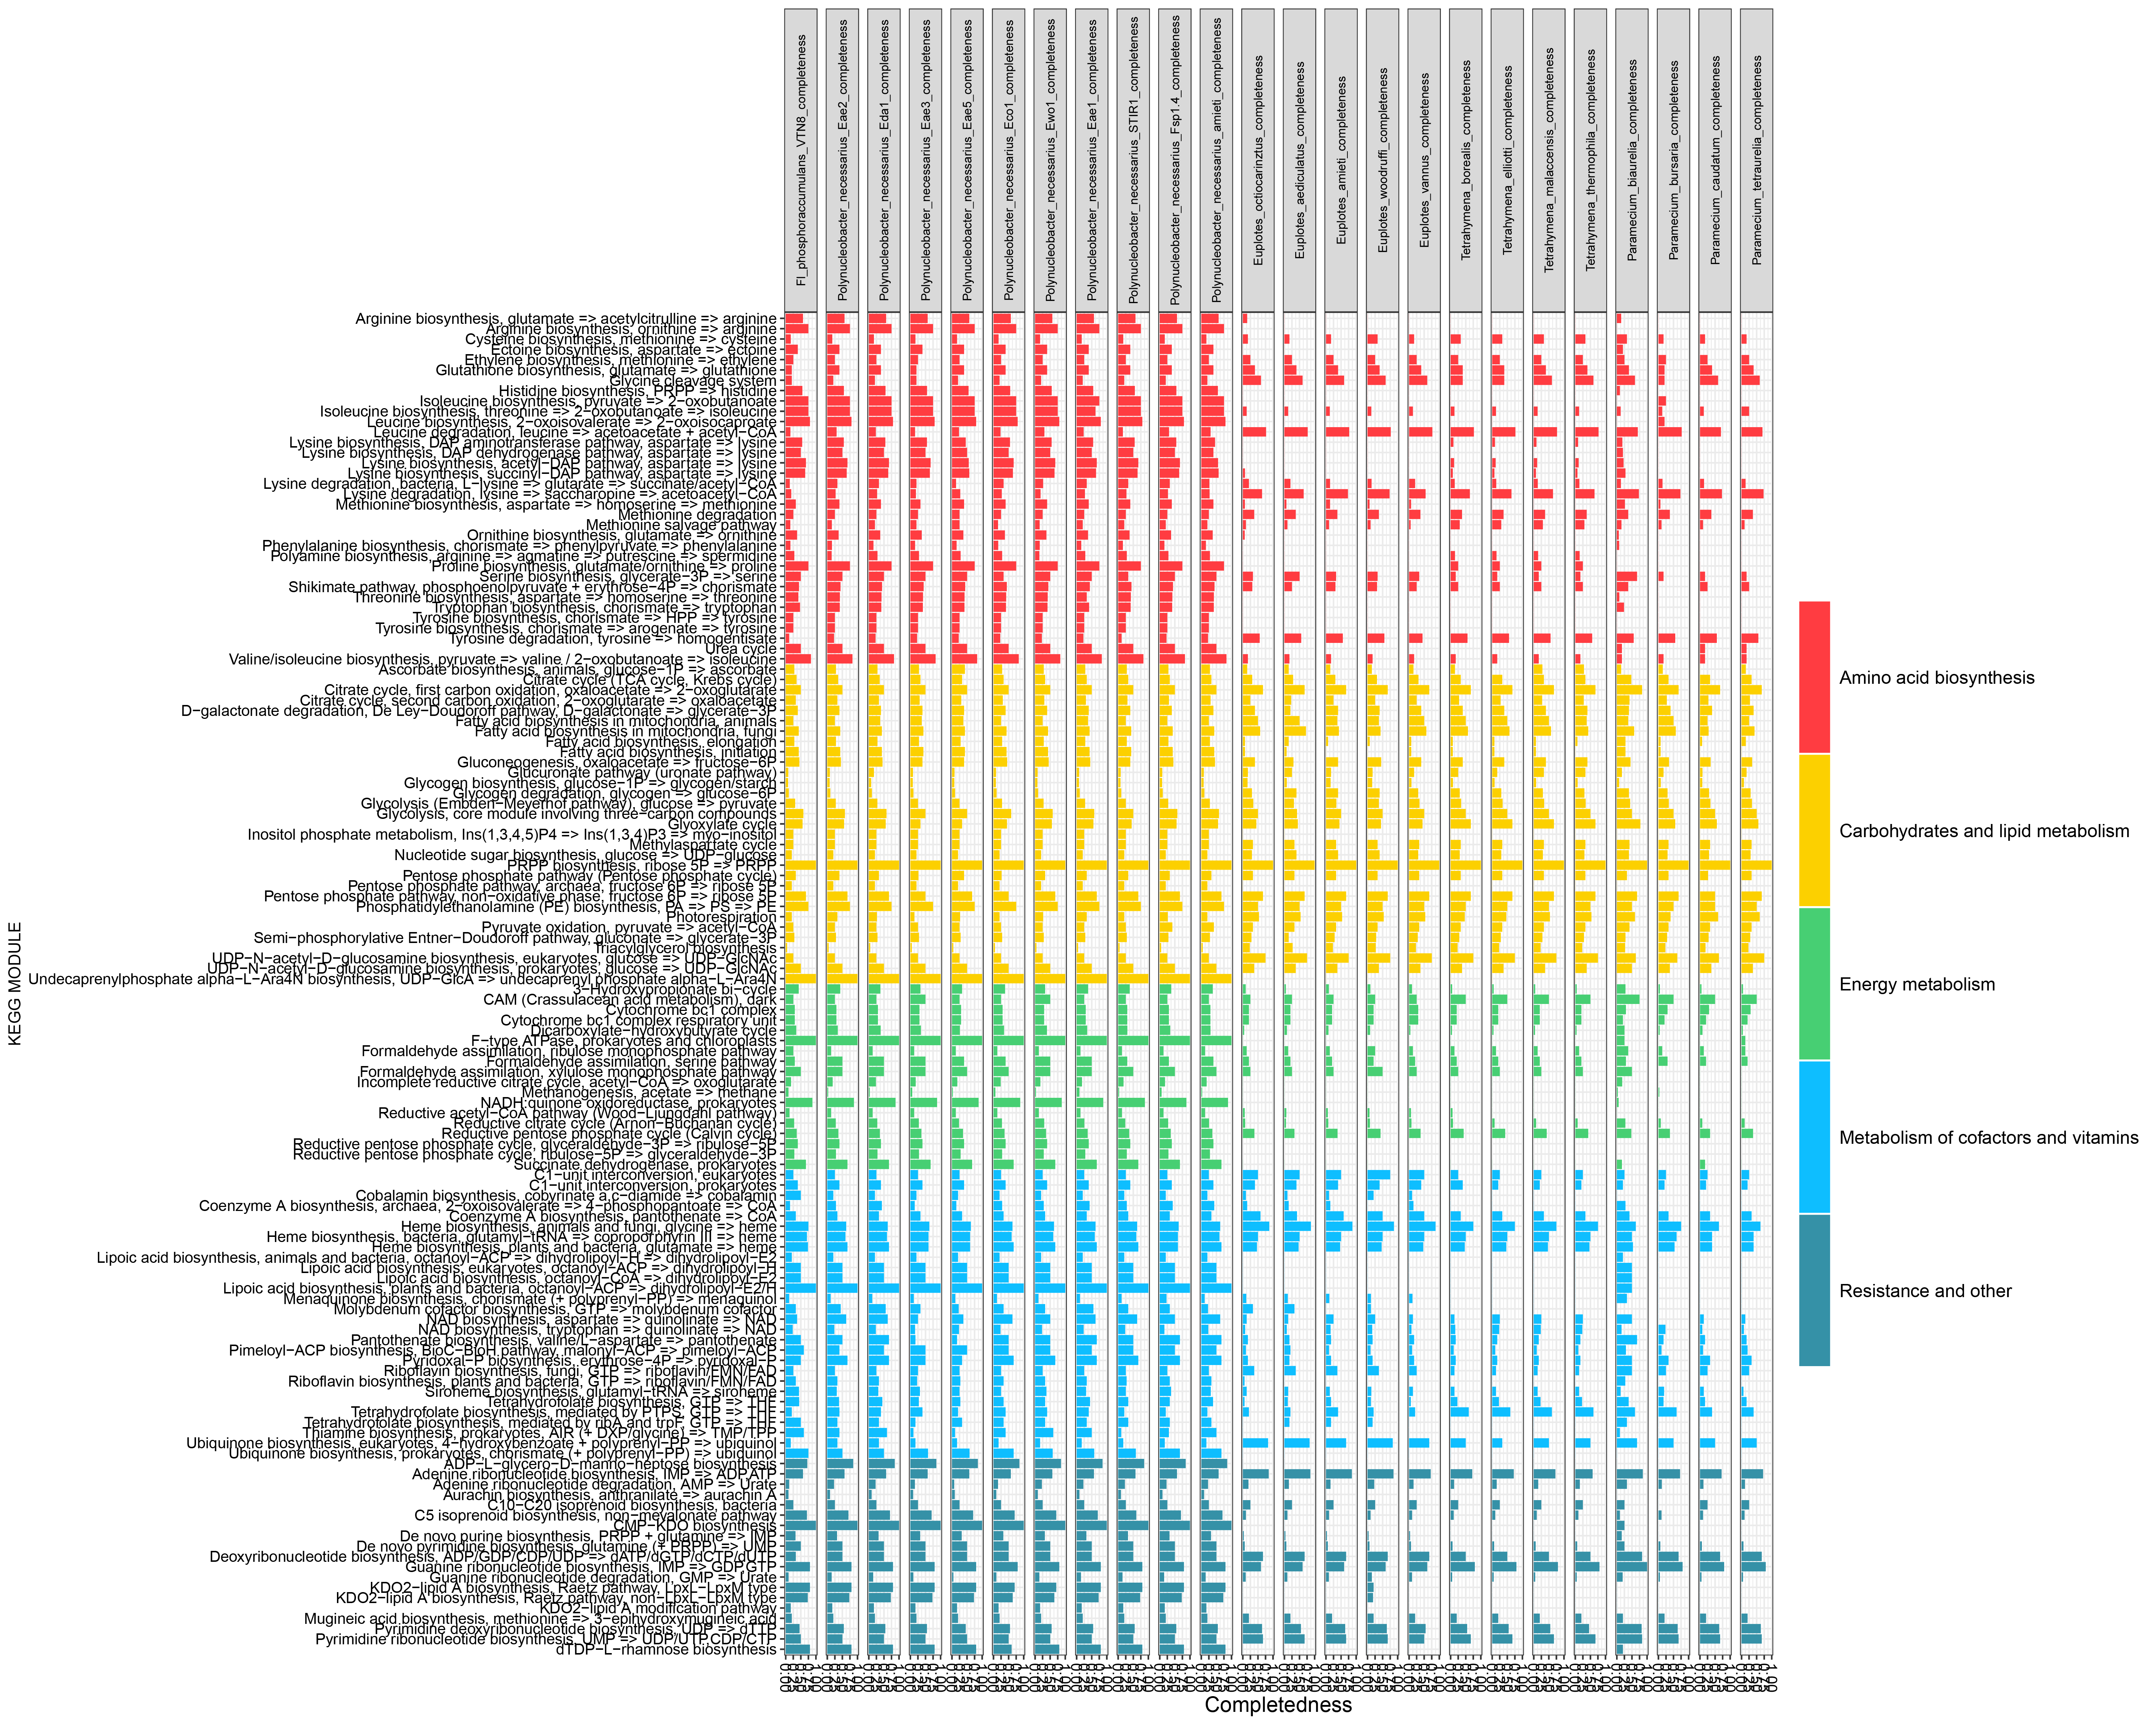 FI_phosphoraccumulans_VTN8_completeness
Polynucleobacter_necessarius_Eae2_completeness
Polynucleobacter_necessarius_Eda1_completeness
Polynucleobacter_necessarius_Eae3_completeness
Polynucleobacter_necessarius_Eae5_completeness
Polynucleobacter_necessarius_Eco1_completeness
Polynucleobacter_necessarius_Ewo1_completeness
Polynucleobacter_necessarius_Eae1_completeness
Polynucleobacter_necessarius_STIR1_completeness
Polynucleobacter_necessarius_Fsp1.4_completeness
Polynucleobacter_necessarius_amieti_completeness
Euplotes_octiocarinztus_completeness
Euplotes_aediculatus_completeness
Euplotes_amieti_completeness
Euplotes_woodruffi_completeness
Euplotes_vannus_completeness
Tetrahymena_borealis_completeness
Tetrahymena_elliotti_completeness
Tetrahymena_malaccensis_completeness
Tetrahymena_thermophila_completeness
Paramecium_biaurelia_completeness
Paramecium_bursaria_completeness
Paramecium_caudatum_completeness
Paramecium_tetraurelia_completeness
KEGG MODULE
Arginine biosynthesis, glutamate => acetylcitrulline => arginine
Arginine biosynthesis, ornithine => arginine
Cysteine biosynthesis, methionine => cysteine
Ectoine biosynthesis, aspartate => ectoine
Ethylene biosynthesis, methionine => ethylene
Glutathione biosynthesis, glutamate => glutathione
Glycine cleavage system
Histidine biosynthesis, PRPP => histidine
Isoleucine biosynthesis, pyruvate => 2−oxobutanoate
Isoleucine biosynthesis, threonine => 2−oxobutanoate => isoleucine
Leucine biosynthesis, 2−oxoisovalerate => 2−oxoisocaproate
Leucine degradation, leucine => acetoacetate + acetyl−CoA
Lysine biosynthesis, DAP aminotransferase pathway, aspartate => lysine
Lysine biosynthesis, DAP dehydrogenase pathway, aspartate => lysine
Lysine biosynthesis, acetyl−DAP pathway, aspartate => lysine
Lysine biosynthesis, succinyl−DAP pathway, aspartate => lysine
Lysine degradation, bacteria, L−lysine => glutarate => succinate/acetyl−CoA
Lysine degradation, lysine => saccharopine => acetoacetyl−CoA
Methionine biosynthesis, aspartate => homoserine => methionine
Methionine degradation
Methionine salvage pathway
Ornithine biosynthesis, glutamate => ornithine
Phenylalanine biosynthesis, chorismate => phenylpyruvate => phenylalanine
Polyamine biosynthesis, arginine => agmatine => putrescine => spermidine
Proline biosynthesis, glutamate/ornithine => proline
Serine biosynthesis, glycerate−3P => serine
Shikimate pathway, phosphoenolpyruvate + erythrose−4P => chorismate
Threonine biosynthesis, aspartate => homoserine => threonine
Tryptophan biosynthesis, chorismate => tryptophan
Tyrosine biosynthesis, chorismate => HPP => tyrosine
Tyrosine biosynthesis, chorismate => arogenate => tyrosine
Tyrosine degradation, tyrosine => homogentisate
Urea cycle
Valine/isoleucine biosynthesis, pyruvate => valine / 2−oxobutanoate => isoleucine
Ascorbate biosynthesis, animals, glucose−1P => ascorbate
Citrate cycle (TCA cycle, Krebs cycle)
Citrate cycle, first carbon oxidation, oxaloacetate => 2−oxoglutarate
Citrate cycle, second carbon oxidation, 2−oxoglutarate => oxaloacetate
D−galactonate degradation, De Ley−Doudoroff pathway, D−galactonate => glycerate−3P
Fatty acid biosynthesis in mitochondria, animals
Fatty acid biosynthesis in mitochondria, fungi
Fatty acid biosynthesis, elongation
Fatty acid biosynthesis, initiation
Gluconeogenesis, oxaloacetate => fructose−6P
Glucuronate pathway (uronate pathway)
Glycogen biosynthesis, glucose−1P => glycogen/starch
Glycogen degradation, glycogen => glucose−6P
Glycolysis (Embden−Meyerhof pathway), glucose => pyruvate
Glycolysis, core module involving three−carbon compounds
Glyoxylate cycle
Inositol phosphate metabolism, Ins(1,3,4,5)P4 => Ins(1,3,4)P3 => myo−inositol
Methylaspartate cycle
Nucleotide sugar biosynthesis, glucose => UDP−glucose
PRPP biosynthesis, ribose 5P => PRPP
Pentose phosphate pathway (Pentose phosphate cycle)
Pentose phosphate pathway, archaea, fructose 6P => ribose 5P
Pentose phosphate pathway, non−oxidative phase, fructose 6P => ribose 5P
Phosphatidylethanolamine (PE) biosynthesis, PA => PS => PE
Photorespiration
Pyruvate oxidation, pyruvate => acetyl−CoA
Semi−phosphorylative Entner−Doudoroff pathway, gluconate => glycerate−3P
Triacylglycerol biosynthesis
UDP−N−acetyl−D−glucosamine biosynthesis, eukaryotes, glucose => UDP−GlcNAc
UDP−N−acetyl−D−glucosamine biosynthesis, prokaryotes, glucose => UDP−GlcNAc
Undecaprenylphosphate alpha−L−Ara4N biosynthesis, UDP−GlcA => undecaprenyl phosphate alpha−L−Ara4N
3−Hydroxypropionate bi−cycle
CAM (Crassulacean acid metabolism), dark
Cytochrome bc1 complex
Cytochrome bc1 complex respiratory unit
Dicarboxylate−hydroxybutyrate cycle
F−type ATPase, prokaryotes and chloroplasts
Formaldehyde assimilation, ribulose monophosphate pathway
Formaldehyde assimilation, serine pathway
Formaldehyde assimilation, xylulose monophosphate pathway
Incomplete reductive citrate cycle, acetyl−CoA => oxoglutarate
Methanogenesis, acetate => methane
NADH:quinone oxidoreductase, prokaryotes
Reductive acetyl−CoA pathway (Wood−Ljungdahl pathway)
Reductive citrate cycle (Arnon−Buchanan cycle)
Reductive pentose phosphate cycle (Calvin cycle)
Reductive pentose phosphate cycle, glyceraldehyde−3P => ribulose−5P
Reductive pentose phosphate cycle, ribulose−5P => glyceraldehyde−3P
Succinate dehydrogenase, prokaryotes
C1−unit interconversion, eukaryotes
C1−unit interconversion, prokaryotes
Cobalamin biosynthesis, cobyrinate a,c−diamide => cobalamin
Coenzyme A biosynthesis, archaea, 2−oxoisovalerate => 4−phosphopantoate => CoA
Coenzyme A biosynthesis, pantothenate => CoA
Heme biosynthesis, animals and fungi, glycine => heme
Heme biosynthesis, bacteria, glutamyl−tRNA => coproporphyrin III => heme
Heme biosynthesis, plants and bacteria, glutamate => heme
Lipoic acid biosynthesis, animals and bacteria, octanoyl−ACP => dihydrolipoyl−H => dihydrolipoyl−E2
Lipoic acid biosynthesis, eukaryotes, octanoyl−ACP => dihydrolipoyl−H
Lipoic acid biosynthesis, octanoyl−CoA => dihydrolipoyl−E2
Lipoic acid biosynthesis, plants and bacteria, octanoyl−ACP => dihydrolipoyl−E2/H
Menaquinone biosynthesis, chorismate (+ polyprenyl−PP) => menaquinol
Molybdenum cofactor biosynthesis, GTP => molybdenum cofactor
NAD biosynthesis, aspartate => quinolinate => NAD
NAD biosynthesis, tryptophan => quinolinate => NAD
Pantothenate biosynthesis, valine/L−aspartate => pantothenate
Pimeloyl−ACP biosynthesis, BioC−BioH pathway, malonyl−ACP => pimeloyl−ACP
Pyridoxal−P biosynthesis, erythrose−4P => pyridoxal−P
Riboflavin biosynthesis, fungi, GTP => riboflavin/FMN/FAD
Riboflavin biosynthesis, plants and bacteria, GTP => riboflavin/FMN/FAD
Siroheme biosynthesis, glutamyl−tRNA => siroheme
Tetrahydrofolate biosynthesis, GTP => THF
Tetrahydrofolate biosynthesis, mediated by PTPS, GTP => THF
Tetrahydrofolate biosynthesis, mediated by ribA and trpF, GTP => THF
Thiamine biosynthesis, prokaryotes, AIR (+ DXP/glycine) => TMP/TPP
Ubiquinone biosynthesis, eukaryotes, 4−hydroxybenzoate + polyprenyl−PP => ubiquinol
Ubiquinone biosynthesis, prokaryotes, chorismate (+ polyprenyl−PP) => ubiquinol
ADP−L−glycero−D−manno−heptose biosynthesis
Adenine ribonucleotide biosynthesis, IMP => ADP,ATP
Adenine ribonucleotide degradation, AMP => Urate
Aurachin biosynthesis, anthranilate => aurachin A
C10−C20 isoprenoid biosynthesis, bacteria
C5 isoprenoid biosynthesis, non−mevalonate pathway
CMP−KDO biosynthesis
De novo purine biosynthesis, PRPP + glutamine => IMP
De novo pyrimidine biosynthesis, glutamine (+ PRPP) => UMP
Deoxyribonucleotide biosynthesis, ADP/GDP/CDP/UDP => dATP/dGTP/dCTP/dUTP
Guanine ribonucleotide biosynthesis, IMP => GDP,GTP
Guanine ribonucleotide degradation, GMP => Urate
KDO2−lipid A biosynthesis, Raetz pathway, LpxL−LpxM type
KDO2−lipid A biosynthesis, Raetz pathway, non−LpxL−LpxM type
KDO2−lipid A modification pathway
Mugineic acid biosynthesis, methionine => 3−epihydroxymugineic acid
Pyrimidine deoxyribonucleotide biosynthesis, UDP => dTTP
Pyrimidine ribonucleotide biosynthesis, UMP => UDP/UTP,CDP/CTP
dTDP−L−rhamnose biosynthesis
Completedness
Amino acid biosynthesis
Carbohydrates and lipid metabolism
Energy metabolism
Metabolism of cofactors and vitamins
Resistance and other